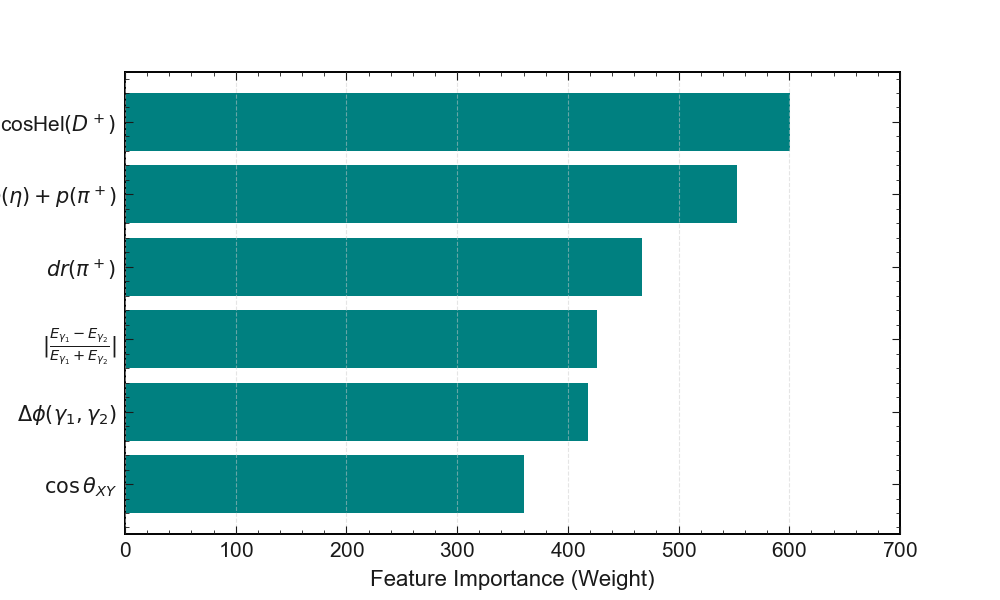 cosHel(D⁺)
(η) + p(π⁺)
dr(π⁺)
|E_γ₁ − E_γ₂ / E_γ₁ + E_γ₂|
Δϕ(γ₁, γ₂)
cos θ_XY
0 100 200 300 400 500 600 700
Feature Importance (Weight)